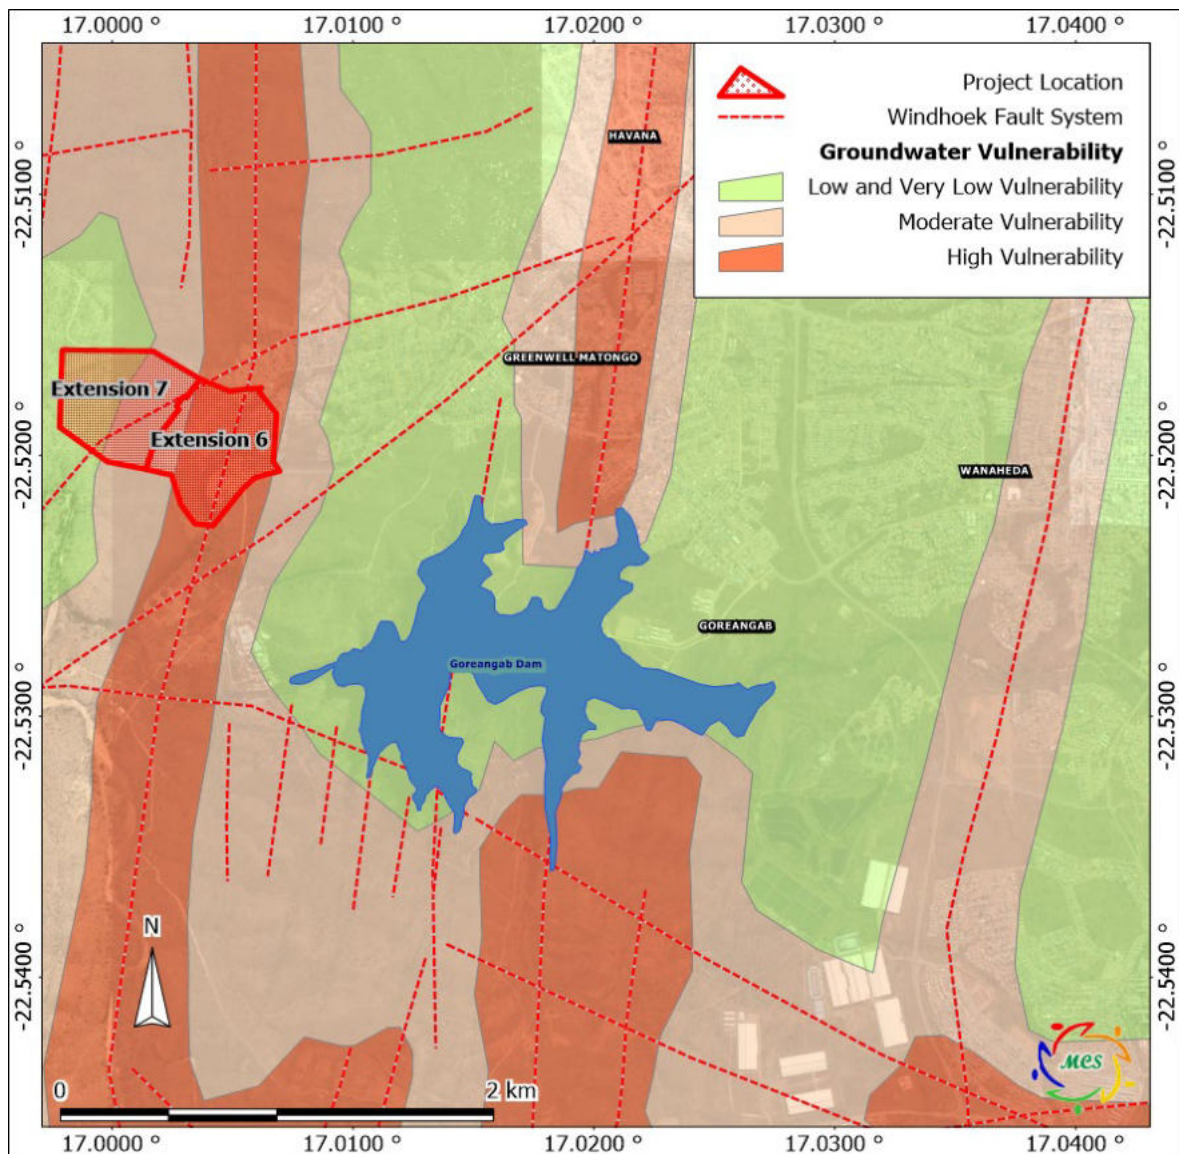 17.0000 °
17.0100 °
17.0200 °
17.0300 °
17.0400 °
Project Location
Windhoek Fault System
Groundwater Vulnerability
Low and Very Low Vulnerability
Moderate Vulnerability
High Vulnerability
HAVANA
-22.5100 °
-22.5100 °
GREENWELL MATONGO
Extension 7
Extension 6
-22.5200 °
-22.5200 °
WANAHEDA
GOREANGAB
Goreangab Dam
-22.5300 °
-22.5300 °
N
-22.5400 °
-22.5400 °
MCS
0
2 km
17.0000 °
17.0100 °
17.0200 °
17.0300 °
17.0400 °